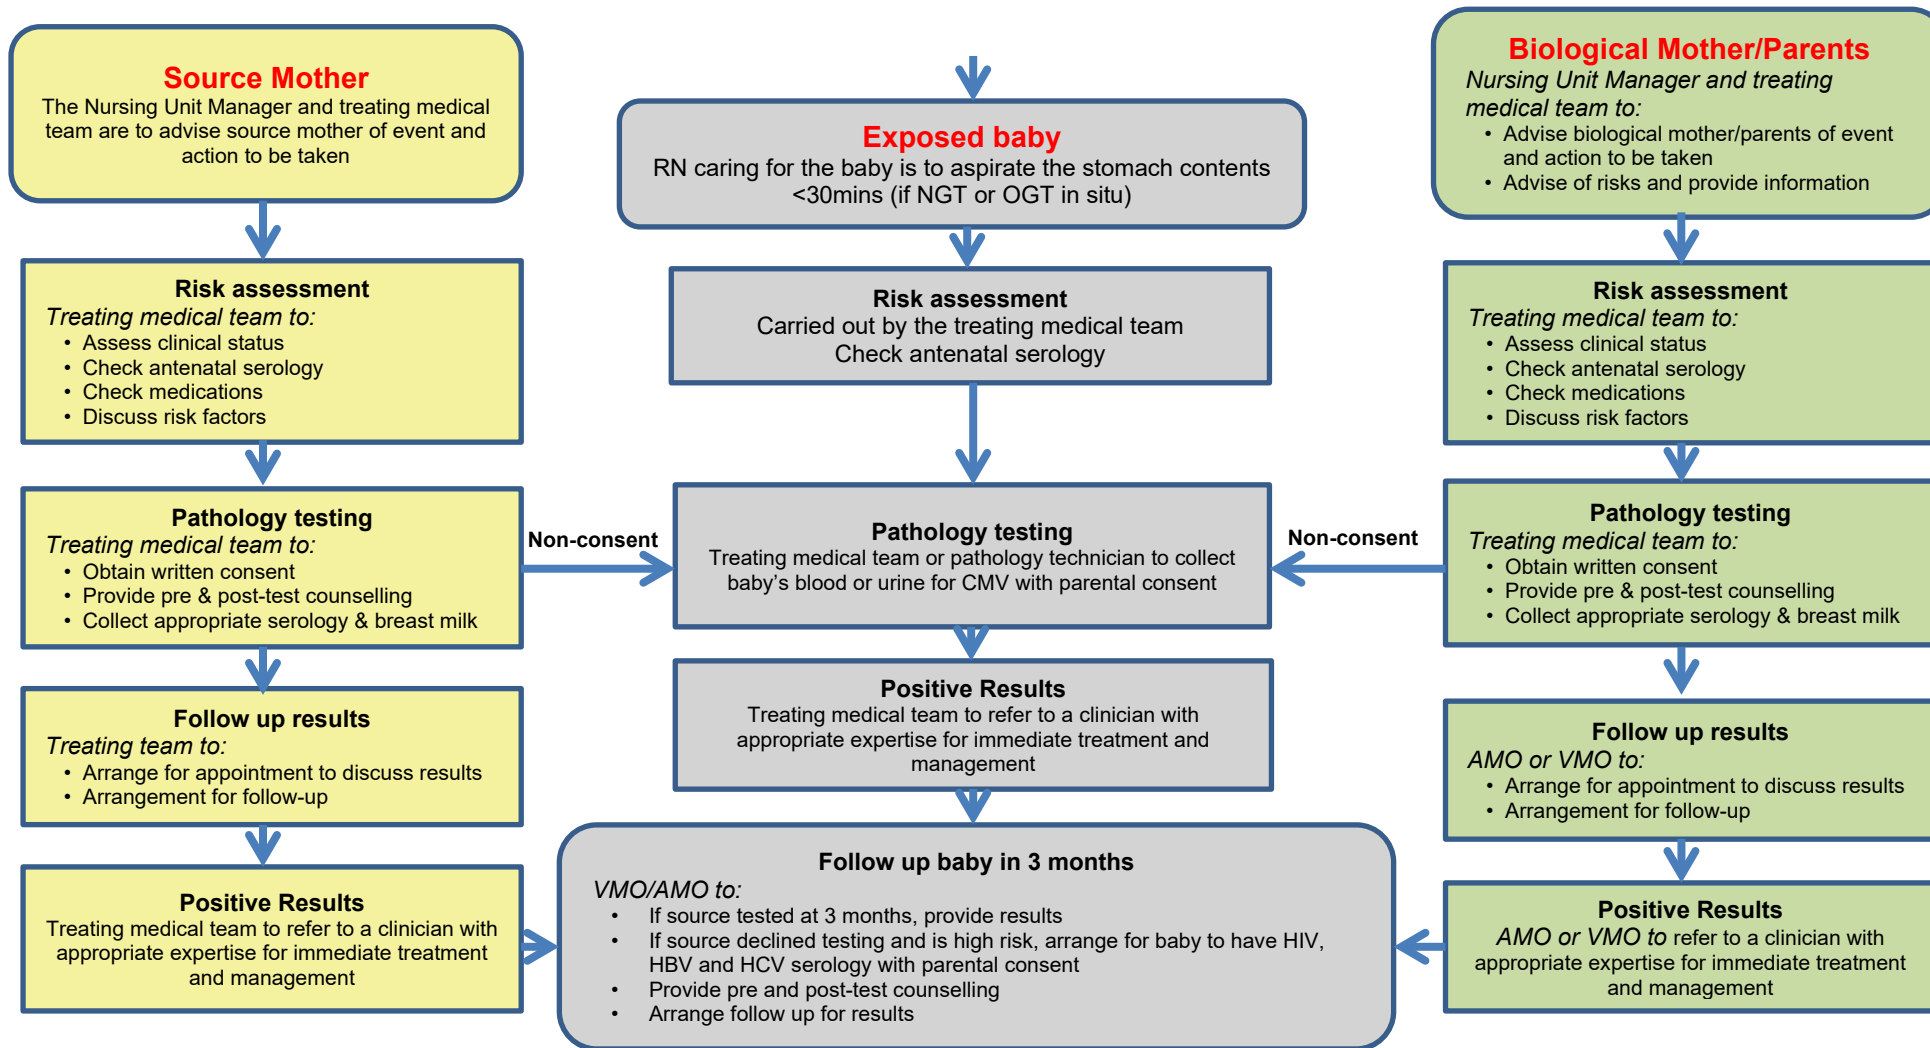 Source Mother
The Nursing Unit Manager and treating medical
team are to advise source mother of event and
action to be taken
Risk assessment
Treating medical team to:
• Assess clinical status
• Check antenatal serology
• Check medications
• Discuss risk factors
Pathology testing
Treating medical team to:
• Obtain written consent
• Provide pre & post-test counselling
• Collect appropriate serology & breast milk
Non-consent
Follow up results
Treating team to:
• Arrange for appointment to discuss results
• Arrangement for follow-up
Positive Results
Treating medical team to refer to a clinician with
appropriate expertise for immediate treatment
and management
Exposed baby
RN caring for the baby is to aspirate the stomach contents
<30mins (if NGT or OGT in situ)
Risk assessment
Carried out by the treating medical team
Check antenatal serology
Pathology testing
Treating medical team or pathology technician to collect
baby’s blood or urine for CMV with parental consent
Positive Results
Treating medical team to refer to a clinician with
appropriate expertise for immediate treatment and
management
Follow up baby in 3 months
VMO/AMO to:
• If source tested at 3 months, provide results
• If source declined testing and is high risk, arrange for baby to have HIV,
HBV and HCV serology with parental consent
• Provide pre and post-test counselling
• Arrange follow up for results
Biological Mother/Parents
Nursing Unit Manager and treating
medical team to:
• Advise biological mother/parents of event
and action to be taken
• Advise of risks and provide information
Risk assessment
Treating medical team to:
• Assess clinical status
• Check antenatal serology
• Check medications
• Discuss risk factors
Non-consent
Pathology testing
Treating medical team to:
• Obtain written consent
• Provide pre & post-test counselling
• Collect appropriate serology & breast milk
Follow up results
AMO or VMO to:
• Arrange for appointment to discuss results
• Arrangement for follow-up
Positive Results
AMO or VMO to refer to a clinician with
appropriate expertise for immediate treatment
and management